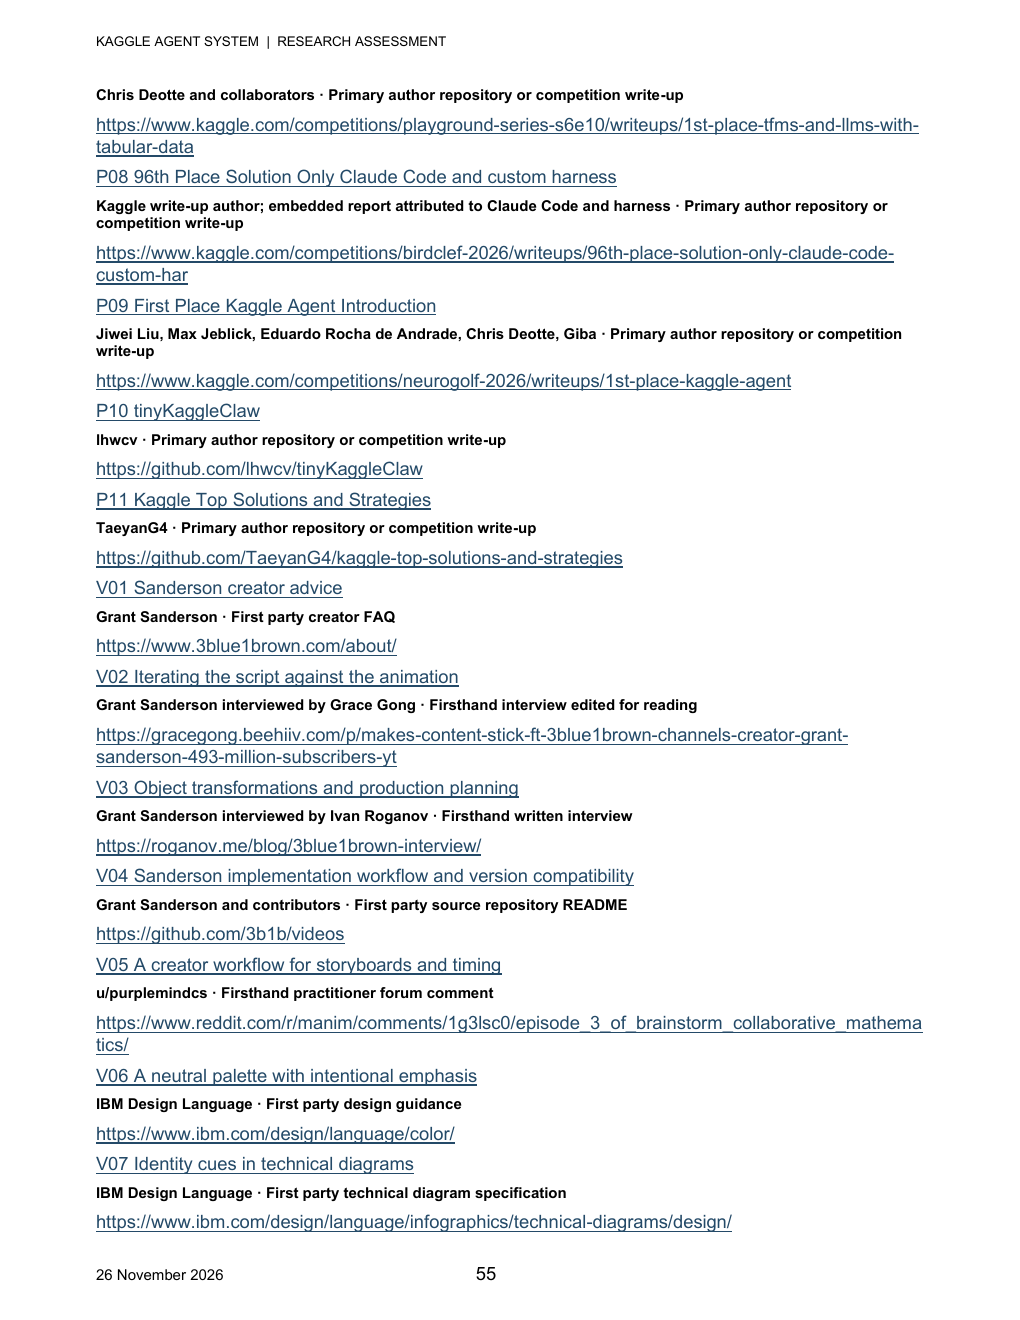 KAGGLE AGENT SYSTEM | RESEARCH ASSESSMENT
Chris Deotte and collaborators · Primary author repository or competition write-up
https://www.kaggle.com/competitions/playground-series-s6e10/writeups/1st-place-tfms-and-llms-with-
tabular-data
P08 96th Place Solution Only Claude Code and custom harness
Kaggle write-up author; embedded report attributed to Claude Code and harness · Primary author repository or
competition write-up
https://www.kaggle.com/competitions/birdclef-2026/writeups/96th-place-solution-only-claude-code-
custom-har
P09 First Place Kaggle Agent Introduction
Jiwei Liu, Max Jeblick, Eduardo Rocha de Andrade, Chris Deotte, Giba · Primary author repository or competition
write-up
https://www.kaggle.com/competitions/neurogolf-2026/writeups/1st-place-kaggle-agent
P10 tinyKaggleClaw
lhwcv · Primary author repository or competition write-up
https://github.com/lhwcv/tinyKaggleClaw
P11 Kaggle Top Solutions and Strategies
TaeyanG4 · Primary author repository or competition write-up
https://github.com/TaeyanG4/kaggle-top-solutions-and-strategies
V01 Sanderson creator advice
Grant Sanderson · First party creator FAQ
https://www.3blue1brown.com/about/
V02 Iterating the script against the animation
Grant Sanderson interviewed by Grace Gong · Firsthand interview edited for reading
https://gracegong.beehiiv.com/p/makes-content-stick-ft-3blue1brown-channels-creator-grant-
sanderson-493-million-subscribers-yt
V03 Object transformations and production planning
Grant Sanderson interviewed by Ivan Roganov · Firsthand written interview
https://roganov.me/blog/3blue1brown-interview/
V04 Sanderson implementation workflow and version compatibility
Grant Sanderson and contributors · First party source repository README
https://github.com/3b1b/videos
V05 A creator workflow for storyboards and timing
u/purplemindcs · Firsthand practitioner forum comment
https://www.reddit.com/r/manim/comments/1g3lsc0/episode_3_of_brainstorm_collaborative_mathema
tics/
V06 A neutral palette with intentional emphasis
IBM Design Language · First party design guidance
https://www.ibm.com/design/language/color/
V07 Identity cues in technical diagrams
IBM Design Language · First party technical diagram specification
https://www.ibm.com/design/language/infographics/technical-diagrams/design/
26 November 2026
55